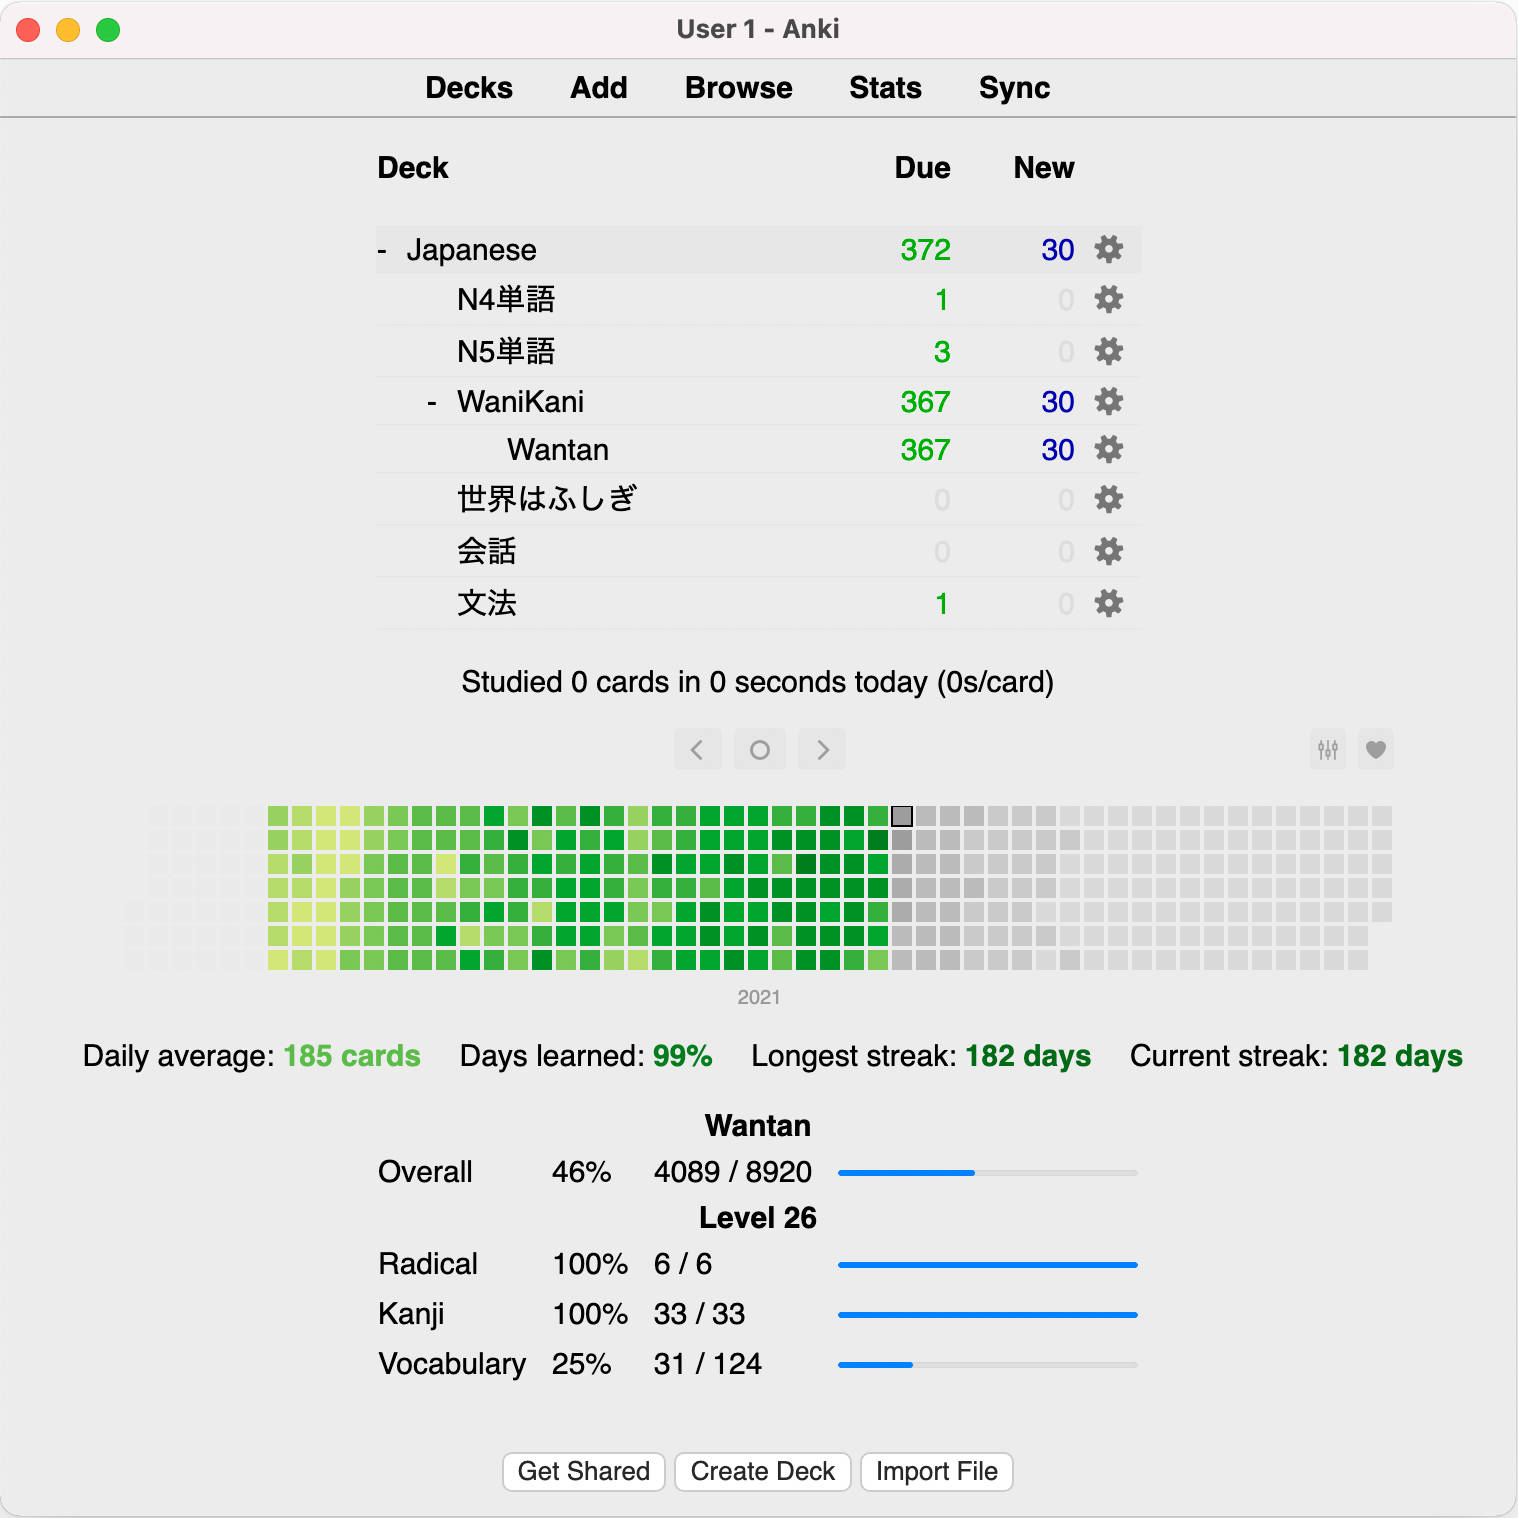 User 1 - Anki
Decks Add Browse Stats Sync
Deck Due New
- Japanese 372 30
N4単語 1 0
N5単語 3 0
- WaniKani 367 30
Wantan 367 30
世界はふしぎ 0 0
会話 0 0
文法 1 0
Studied 0 cards in 0 seconds today (0s/card)
2021
Daily average: 185 cards Days learned: 99% Longest streak: 182 days Current streak: 182 days
Wantan
Overall 46% 4089 / 8920
Level 26
Radical 100% 6 / 6
Kanji 100% 33 / 33
Vocabulary 25% 31 / 124
Get Shared Create Deck Import File